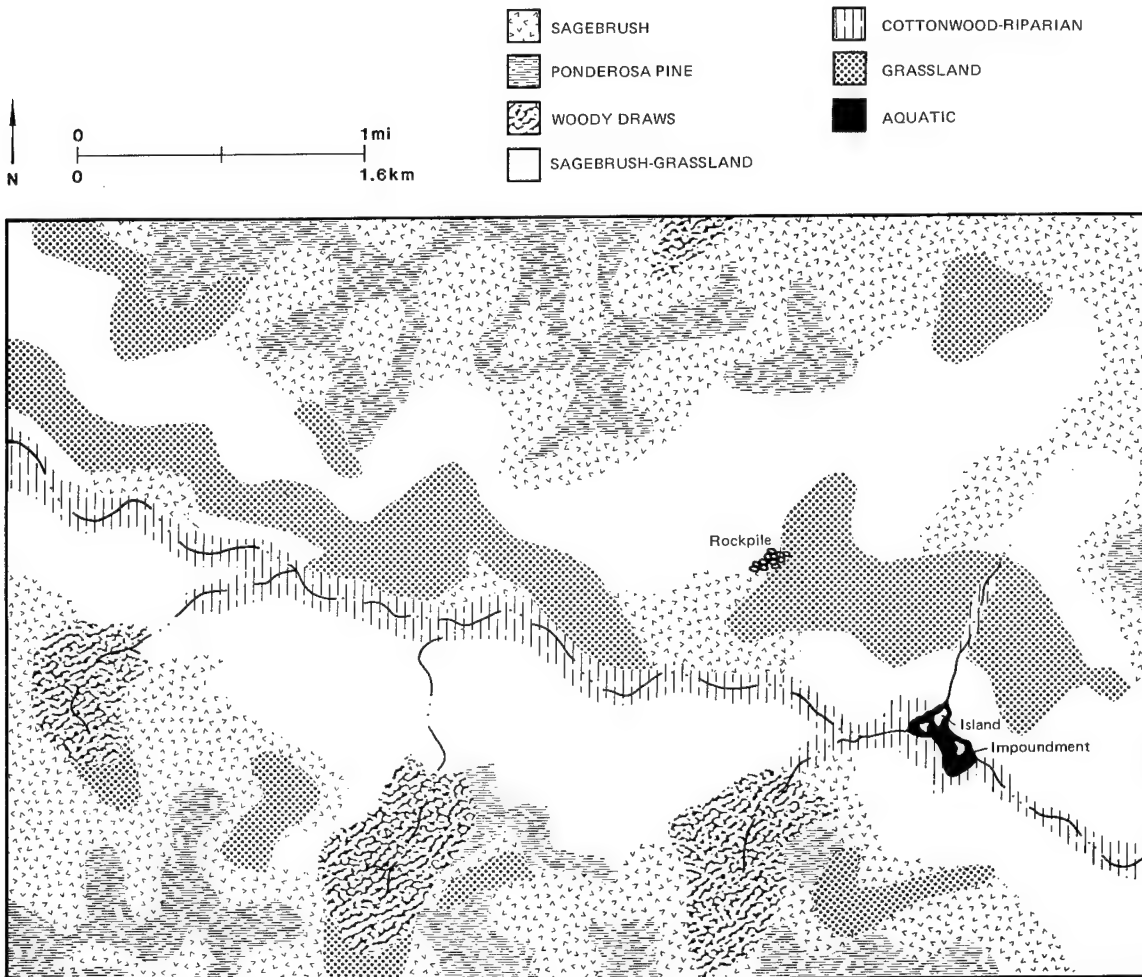 SAGEBRUSH
PONDEROSA PINE
WOODY DRAWS
SAGEBRUSH-GRASSLAND
COTTONWOOD-RIPARIAN
GRASSLAND
AQUATIC
N
0 1mi
0 1.6km
Rockpile
Island
Impoundment